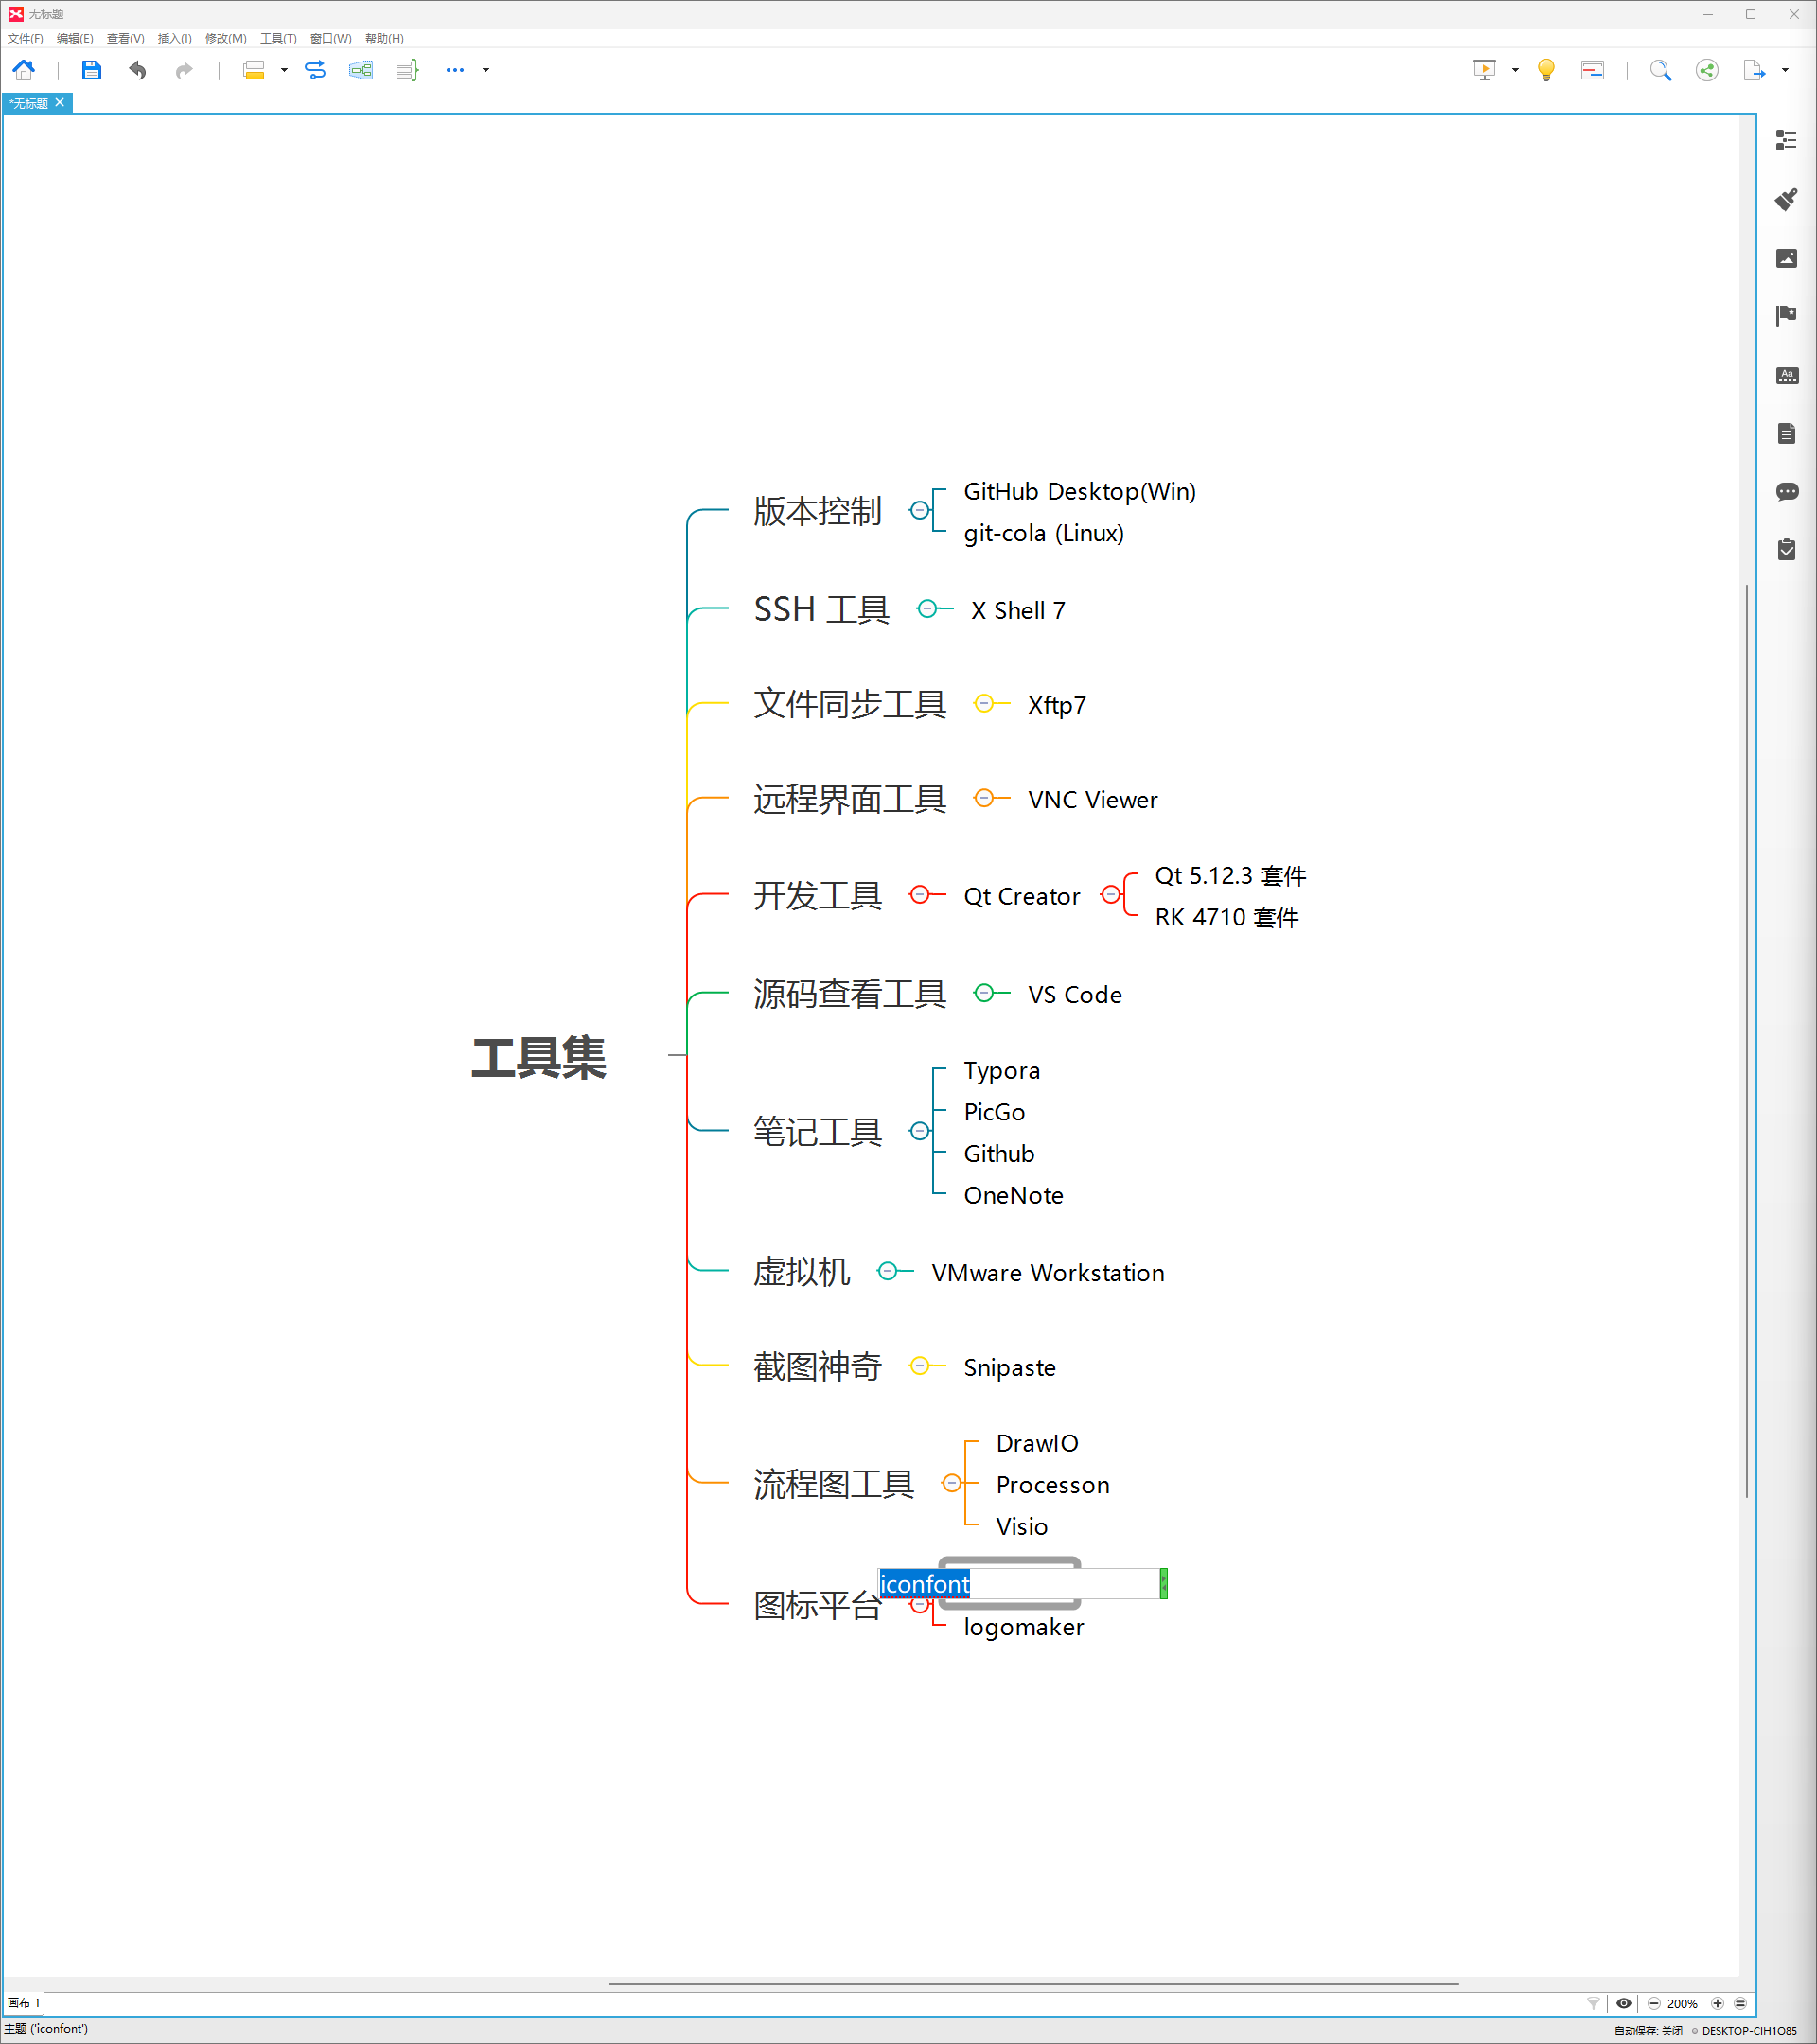 无标题
文件(F) 编辑(E) 查看(V) 插入(I) 修改(M) 工具(T) 窗口(W) 帮助(H)
*无标题
Aa
工具集
版本控制
GitHub Desktop(Win)
git-cola (Linux)
SSH 工具
X Shell 7
文件同步工具
Xftp7
远程界面工具
VNC Viewer
开发工具
Qt Creator
Qt 5.12.3 套件
RK 4710 套件
源码查看工具
VS Code
笔记工具
Typora
PicGo
Github
OneNote
虚拟机
VMware Workstation
截图神奇
Snipaste
流程图工具
DrawIO
Processon
Visio
图标平台
iconfont
logomaker
画布 1
200%
主题 ('iconfont')
自动保存: 关闭
DESKTOP-CIH1O85